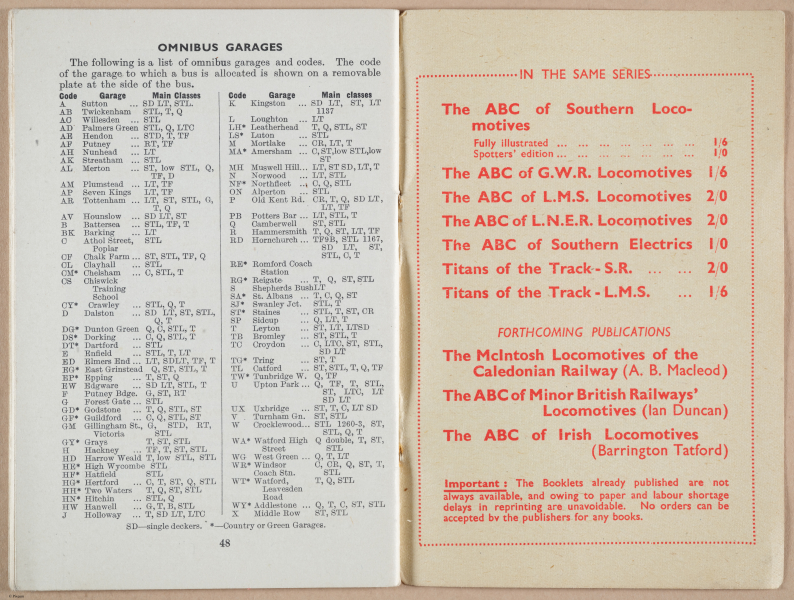 OMNIBUS GARAGES
The following is a list of omnibus garages and codes. The code
of the garage to which a bus is allocated is shown on a removable
plate at the side of the bus.
Code Garage Main Classes
A Sutton ... SD LT, STL.
AB Twickenham STL, T, Q
AC Willesden ... STL
AD Palmers Green STL, Q, LTC
AE Hendon ... STD, T, TF
AF Putney ... RT, TF
AH Nunhead ... LT
AK Streatham ... STL
AL Merton ... ST, low STL, Q,
TF, D
AM Plumstead ... LT, TF
AP Seven Kings LT, TF
AR Tottenham ... LT, ST, STL, G,
T, Q
AV Hounslow ... SD LT, ST
B Battersea ... STL, TF, T
BK Barking ... LT
C Athol Street, STL
Poplar
CF Chalk Farm ... ST, STL, TF, Q
CL Clayhall ... STL
CM* Chelsham ... C, STL, T
CS Chiswick
Training
School
CY* Crawley ... STL, Q, T
D Dalston ... SD LT, ST, STL,
Q, T
DG* Dunton Green Q, C, STL, T
DS* Dorking ... C, Q, STL, T
DT* Dartford ... STL
E Enfield ... STL, T, LT
ED Elmers End ... LT, SDLT, TF, T
EG* East Grinstead Q, ST, STL, T
EP* Epping ... T, ST, Q
EW Edgware ... SD LT, STL, T
F Putney Bdge. G, ST, RT
G Forest Gate ... STL
GD* Godstone ... T, Q, STL, ST
GF* Guildford ... C, Q, STL, ST
GM Gillingham St., G, STD, RT,
Victoria STL
GY* Grays T, ST, STL
H Hackney ... TF, T, ST, STL
HD Harrow Weald T, low STL, STL
HE* High Wycombe STL
HF* Hatfield STL
HG* Hertford ... C, T, ST, Q, STL
HH* Two Waters T, Q, ST, STL
HN* Hitchin ... STL, Q
HW Hanwell ... G, T, B, STL
J Holloway ... T, SD LT, LTC
Code Garage Main classes
K Kingston ... SD LT, ST, LT
1137
L Loughton ... LT
LH* Leatherhead T, Q, STL, ST
LS* Luton ... STL
M Mortlake ... CR, LT, T
MA* Amersham ... C, ST, low STL, low
ST
MH Muswell Hill... LT, ST SD, LT, T
N Norwood ... LT, STL
NF* Northfleet ... C, Q, STL
ON Alperton ... STL
P Old Kent Rd. CR, T, Q, SD LT,
LT, TF
PB Potters Bar ... LT, STL, T
Q Camberwell ST, STL
R Hammersmith T, Q, ST, LT, TF
RD Hornchurch ... TF9B, STL 1167,
SD LT, ST,
STL, C, T
RE* Romford Coach
Station
RG* Reigate ... T, Q, ST, STL
S Shepherds Bush LT
SA* St. Albans ... T, C, Q, ST
SJ* Swanley Jct. STL, T
ST* Staines ... STL, T, ST, CR
SP Sidcup ... Q, LT, T
T Leyton ... ST, LT, LTSD
TB Bromley ... ST, STL, T
TC Croydon ... C, LTC, ST, STL,
SD LT
TG* Tring ... ST, T
TL Catford ... ST, STL, T, Q, TF
TW* Tunbridge W. Q, TF
U Upton Park ... Q, TF, T, STL,
ST, LTC, LT
SD LT
UX Uxbridge ... ST, T, C, LT SD
V Turnham Gn. ST, STL
W Cricklewood... STL 1260-3, ST,
STL, Q, T
WA* Watford High Q double, T, ST,
Street STL
WG West Green ... Q, T, LT
WR* Windsor C, CR, Q, ST, T,
Coach Stn. STL
WT* Watford, T, Q, STL
Leavesden
Road
WY* Addlestone ... Q, T, C, ST, STL
X Middle Row ST, STL
SD—single deckers. *—Country or Green Garages.
48
IN THE SAME SERIES
The ABC of Southern Loco-
motives
Fully illustrated ... ... ... ... ... ... 1/6
Spotters' edition ... ... ... ... ... ... 1/0
The ABC of G.W.R. Locomotives 1/6
The ABC of L.M.S. Locomotives 2/0
The ABC of L.N.E.R. Locomotives 2/0
The ABC of Southern Electrics 1/0
Titans of the Track - S.R. ... ... 2/0
Titans of the Track - L.M.S. ... 1/6
FORTHCOMING PUBLICATIONS
The McIntosh Locomotives of the
Caledonian Railway (A. B. Macleod)
The ABC of Minor British Railways'
Locomotives (Ian Duncan)
The ABC of Irish Locomotives
(Barrington Tatford)
Important : The Booklets already published are not
always available, and owing to paper and labour shortage
delays in reprinting are unavoidable. No orders can be
accepted by the publishers for any books.